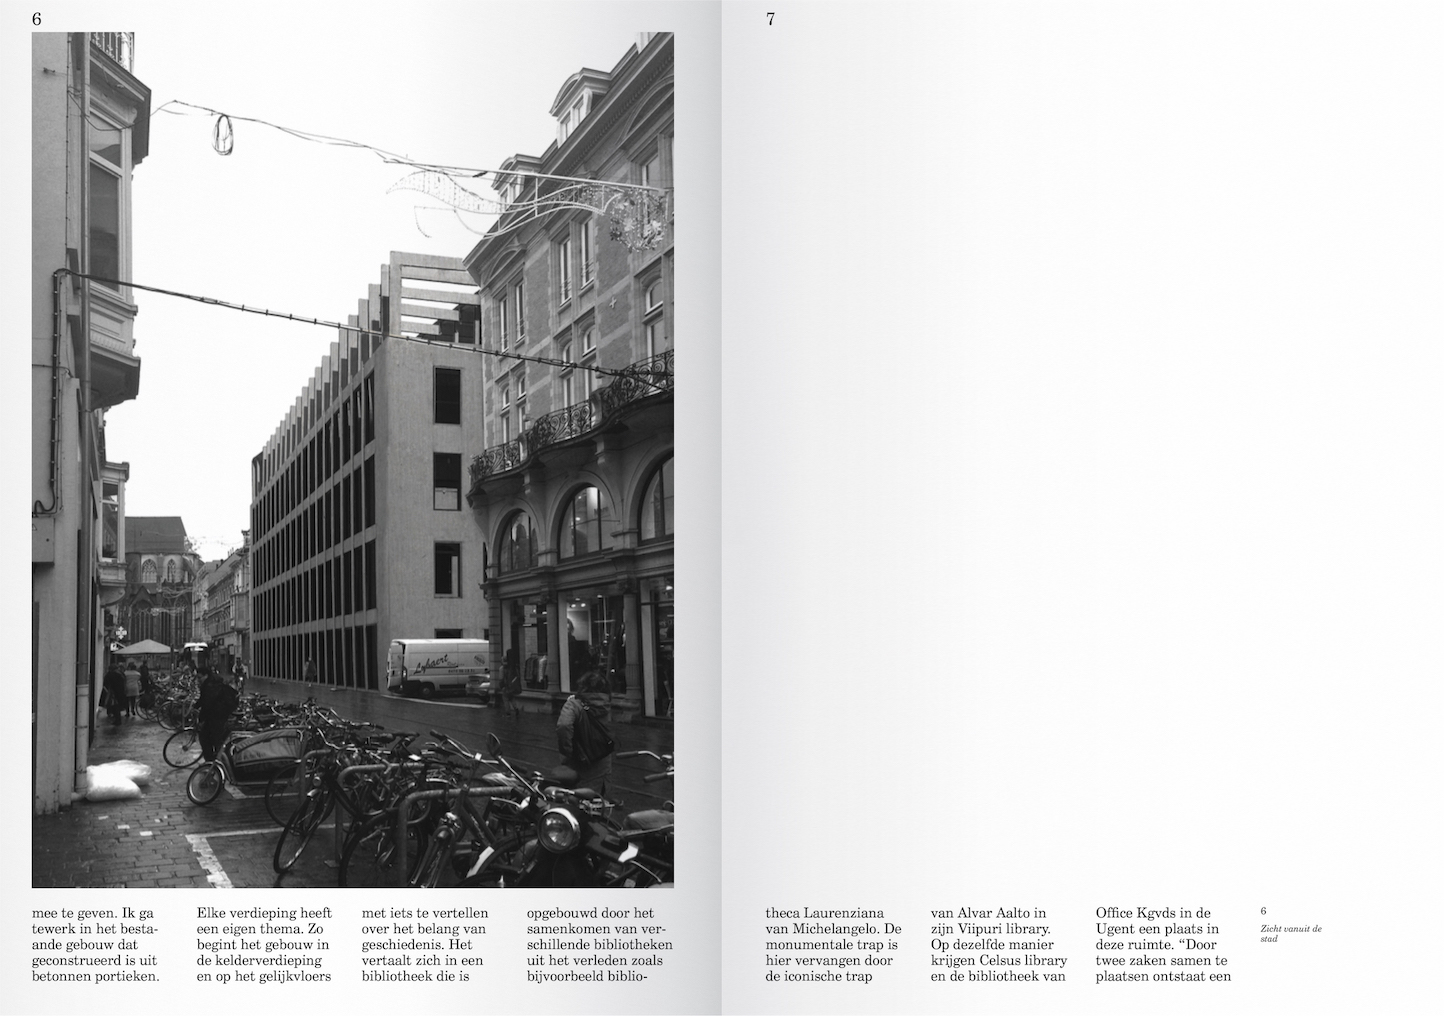 6
Lybaert
mee te geven. Ik ga
tewerk in het besta-
ande gebouw dat
geconstrueerd is uit
betonnen portieken.
Elke verdieping heeft
een eigen thema. Zo
begint het gebouw in
de kelderverdieping
en op het gelijkvloers
met iets te vertellen
over het belang van
geschiedenis. Het
vertaalt zich in een
bibliotheek die is
opgebouwd door het
samenkomen van ver-
schillende bibliotheken
uit het verleden zoals
bijvoorbeeld biblio-
7
theca Laurenziana
van Michelangelo. De
monumentale trap is
hier vervangen door
de iconische trap
van Alvar Aalto in
zijn Viipuri library.
Op dezelfde manier
krijgen Celsus library
en de bibliotheek van
Office Kgvds in de
Ugent een plaats in
deze ruimte. “Door
twee zaken samen te
plaatsen ontstaat een
6
Zicht vanuit de
stad